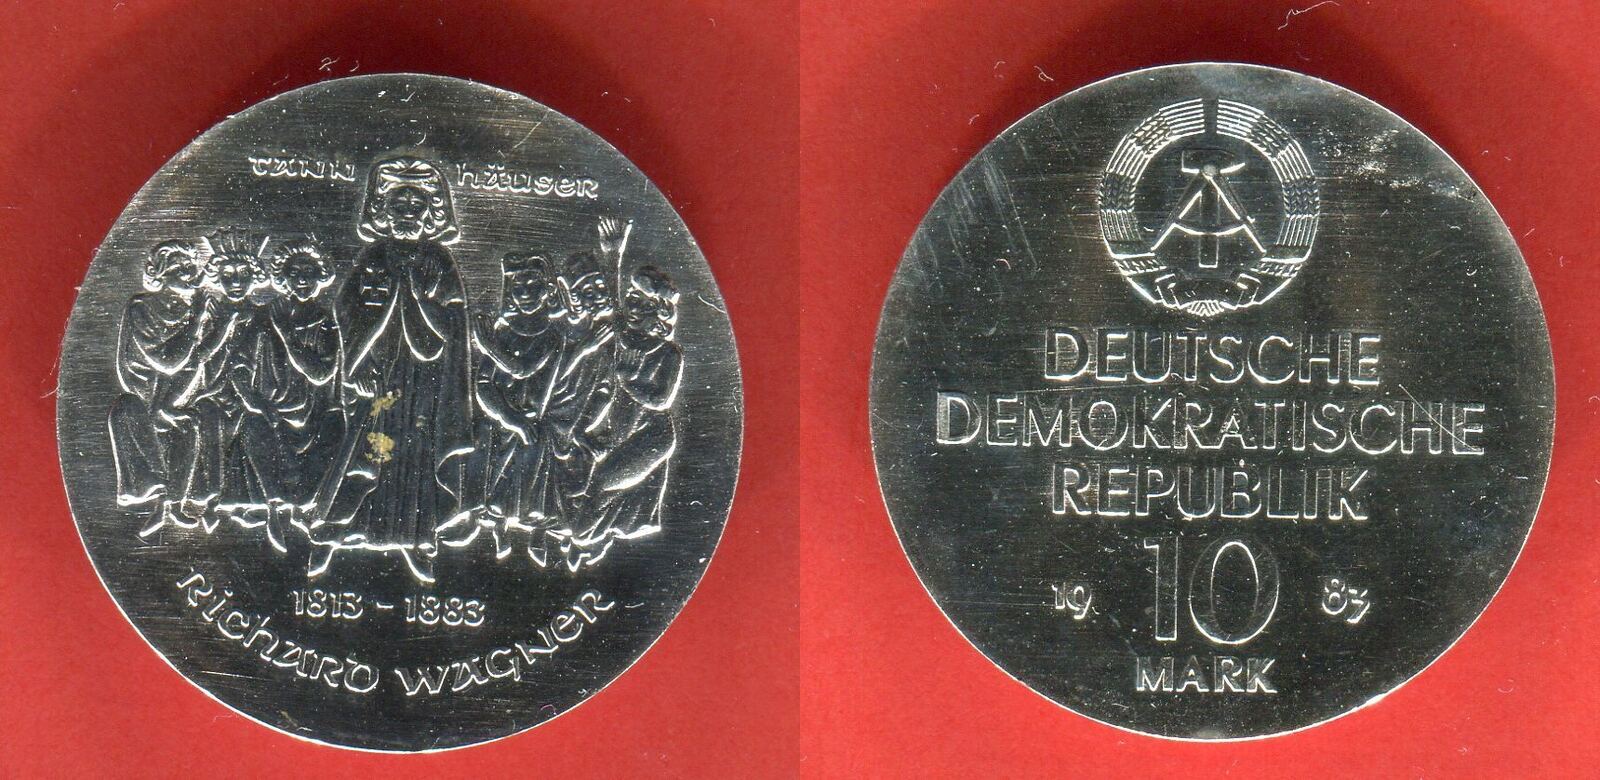 TANN HÄUSER
1813 - 1883
RICHARD WAGNER
DEUTSCHE
DEMOKRATISCHE
REPUBLIK
19 10 83
MARK